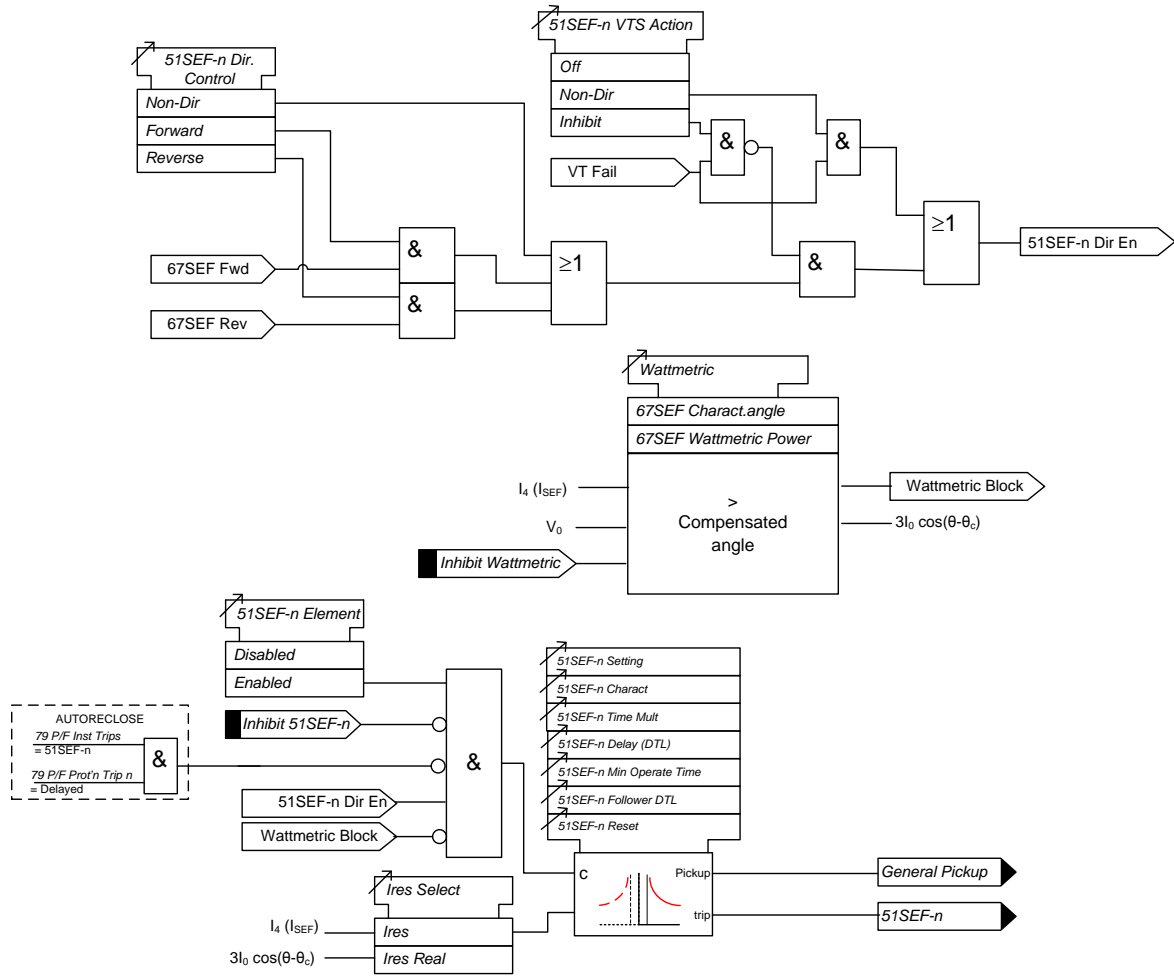 51SEF-n VTS Action
Off
Non-Dir
Inhibit
VT Fail
&
&
51SEF-n Dir.
Control
Non-Dir
Forward
Reverse
67SEF Fwd
67SEF Rev
&
&
≥1
&
≥1
51SEF-n Dir En
Wattmetric
67SEF Charact.angle
67SEF Wattmetric Power
I4 (ISEF)
V0
Inhibit Wattmetric
>
Compensated
angle
Wattmetric Block
3I0 cos(θ-θc)
51SEF-n Element
Disabled
Enabled
Inhibit 51SEF-n
AUTORECLOSE
79 P/F Inst Trips
= 51SEF-n
79 P/F Prot'n Trip n
= Delayed
&
51SEF-n Dir En
Wattmetric Block
&
51SEF-n Setting
51SEF-n Charact
51SEF-n Time Mult
51SEF-n Delay (DTL)
51SEF-n Min Operate Time
51SEF-n Follower DTL
51SEF-n Reset
c
Pickup
trip
General Pickup
51SEF-n
Ires Select
I4 (ISEF)
Ires
3I0 cos(θ-θc)
Ires Real